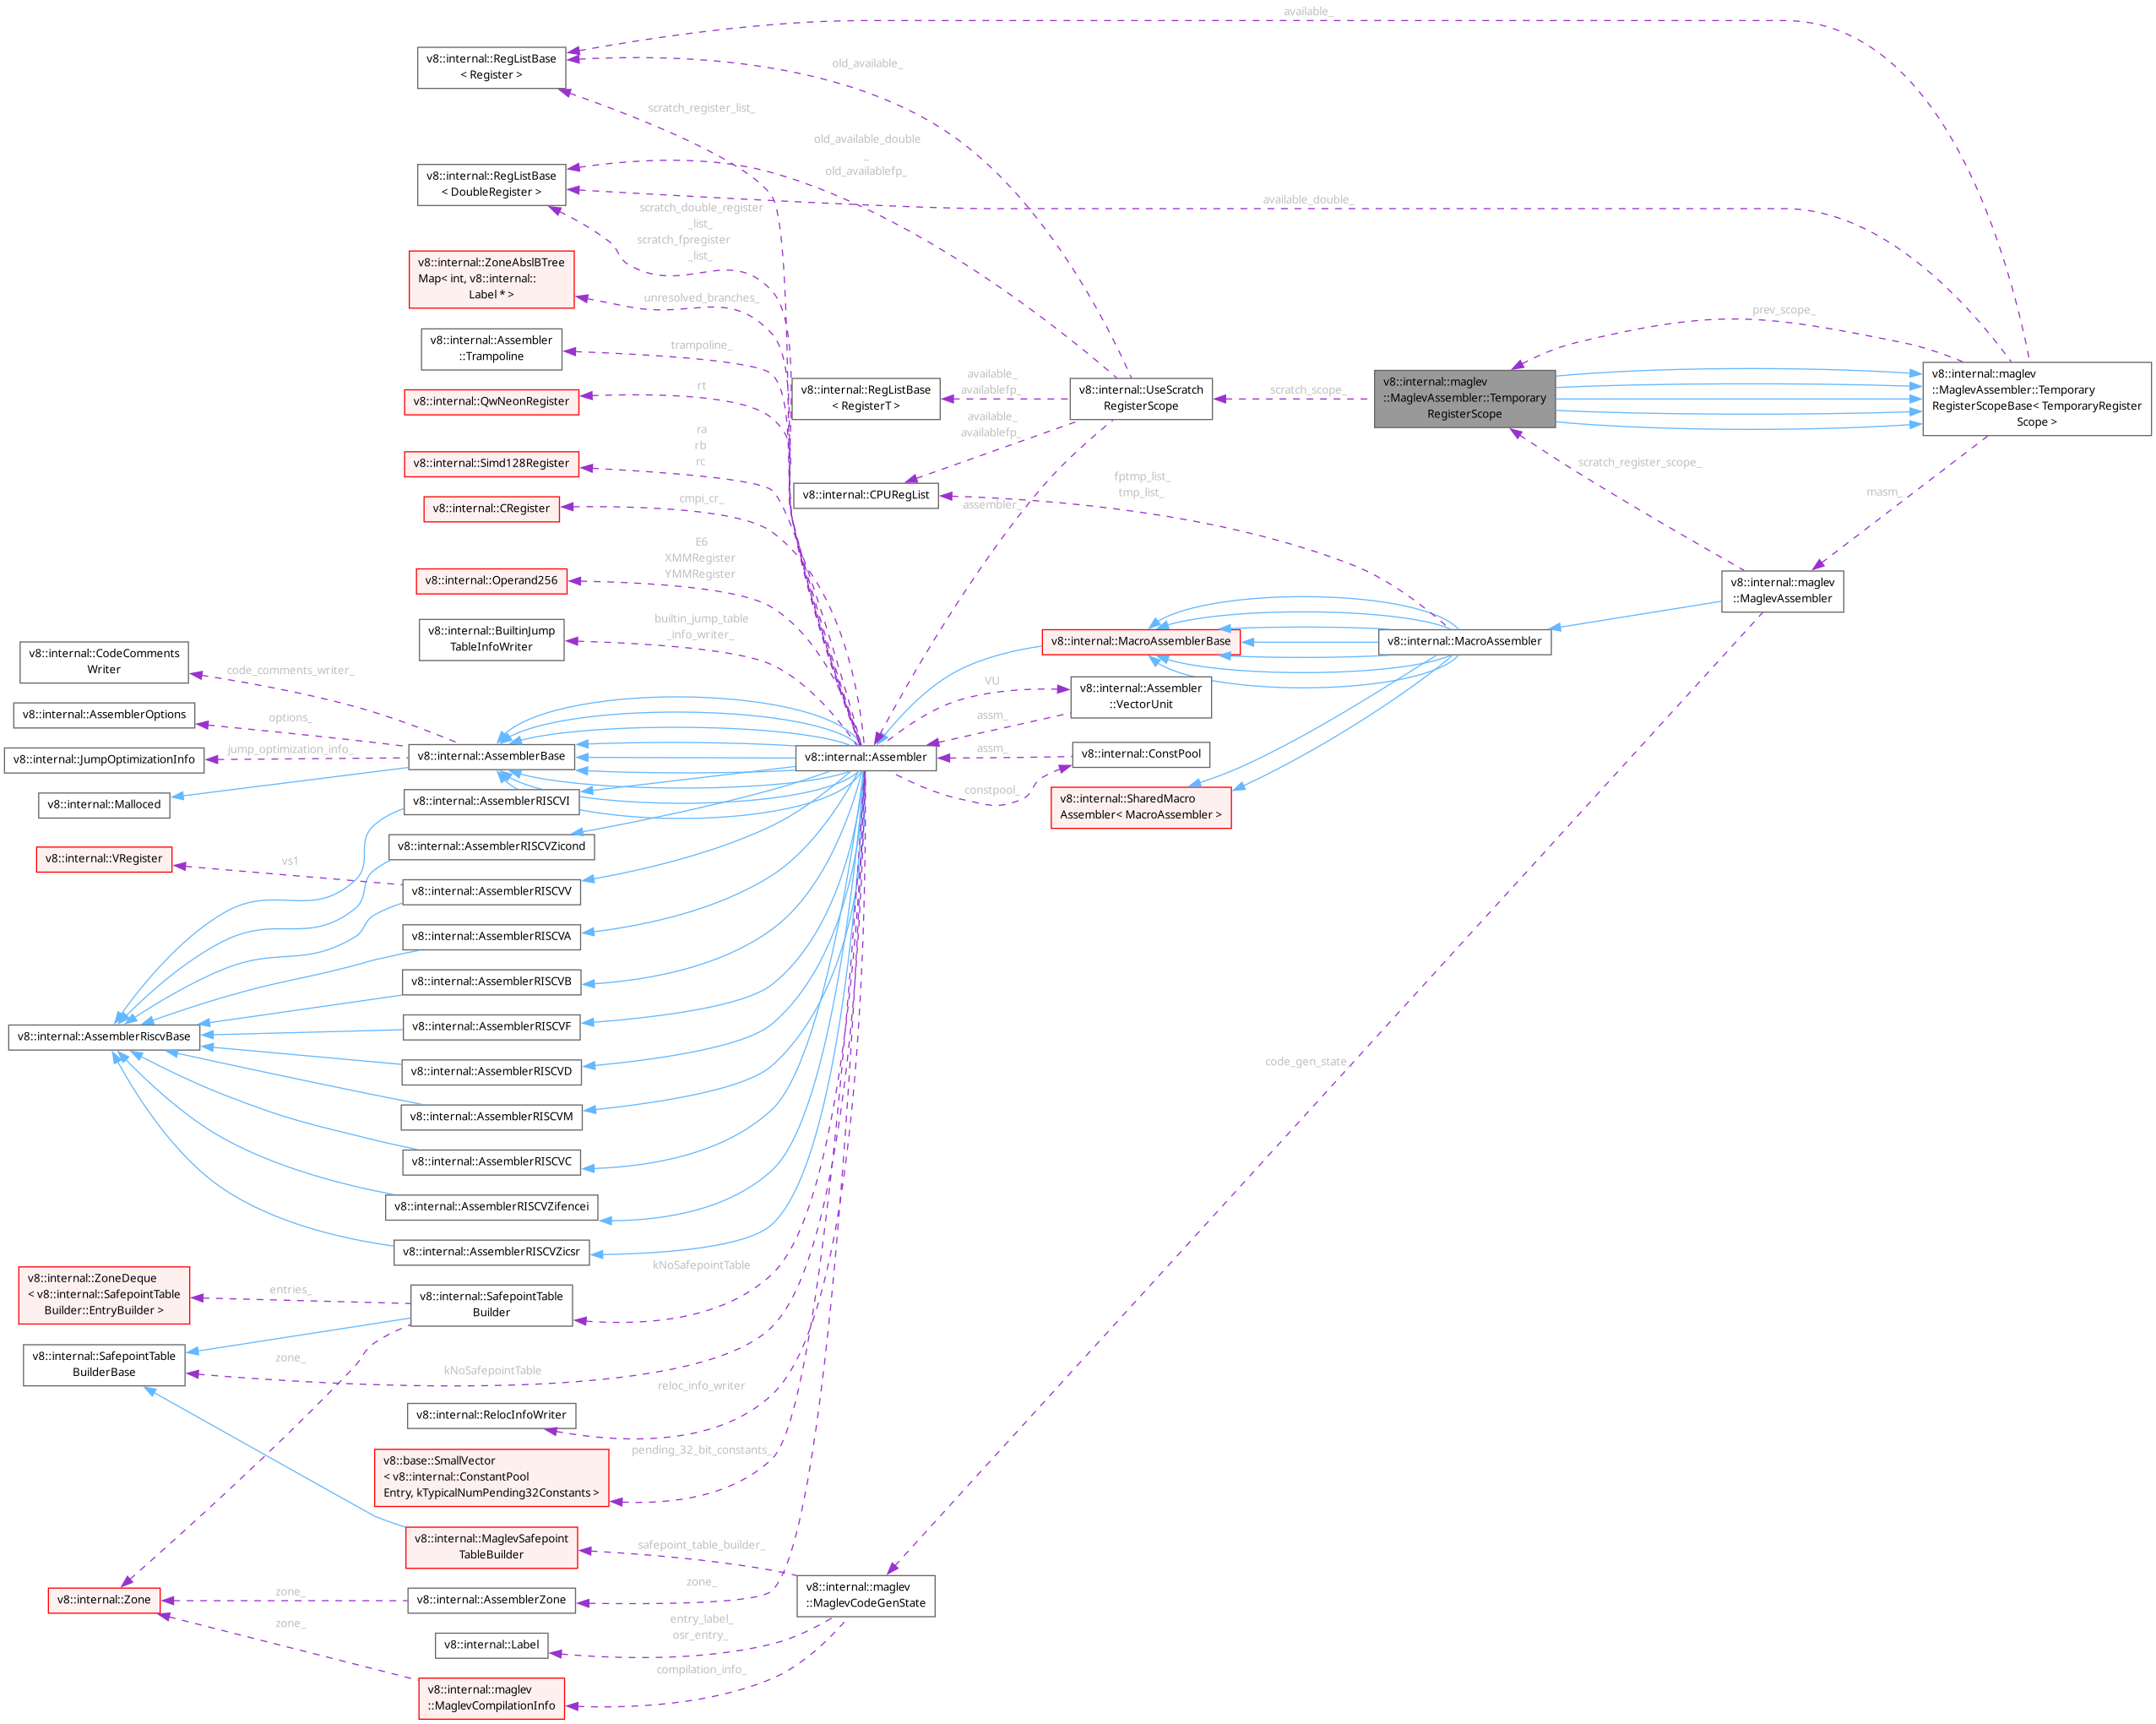 available_
v8::internal::RegListBase
< Register >
old_available_
scratch_register_list_
old_available_double
_
old_availablefp_
v8::internal::RegListBase
< DoubleRegister >
available_double_
scratch_double_register
_list_
scratch_fpregister
_list_
v8::internal::ZoneAbslBTree
Map< int, v8::internal::
Label * >
unresolved_branches_
prev_scope_
v8::internal::Assembler
::Trampoline
trampoline_
v8::internal::QwNeonRegister
rt
v8::internal::RegListBase
< RegisterT >
available_
availablefp_
v8::internal::UseScratch
RegisterScope
scratch_scope_
v8::internal::maglev
::MaglevAssembler::Temporary
RegisterScope
v8::internal::maglev
::MaglevAssembler::Temporary
RegisterScopeBase< TemporaryRegister
Scope >
available_
availablefp_
v8::internal::Simd128Register
ra
rb
rc
scratch_register_scope_
masm_
v8::internal::CRegister
cmpi_cr_
v8::internal::CPURegList
assembler_
fptmp_list_
tmp_list_
v8::internal::Operand256
E6
XMMRegister
YMMRegister
v8::internal::maglev
::MaglevAssembler
v8::internal::BuiltinJump
TableInfoWriter
builtin_jump_table
_info_writer_
v8::internal::MacroAssemblerBase
v8::internal::MacroAssembler
v8::internal::CodeComments
Writer
code_comments_writer_
v8::internal::Assembler
::VectorUnit
VU
assm_
v8::internal::AssemblerOptions
options_
v8::internal::JumpOptimizationInfo
jump_optimization_info_
v8::internal::AssemblerBase
v8::internal::Assembler
assm_
v8::internal::ConstPool
constpool_
v8::internal::SharedMacro
Assembler< MacroAssembler >
v8::internal::Malloced
v8::internal::AssemblerRISCVI
v8::internal::AssemblerRISCVZicond
v8::internal::VRegister
vs1
v8::internal::AssemblerRISCVV
v8::internal::AssemblerRISCVA
v8::internal::AssemblerRISCVB
v8::internal::AssemblerRiscvBase
v8::internal::AssemblerRISCVF
v8::internal::AssemblerRISCVD
code_gen_state_
v8::internal::AssemblerRISCVM
v8::internal::AssemblerRISCVC
v8::internal::AssemblerRISCVZifencei
v8::internal::AssemblerRISCVZicsr
kNoSafepointTable
v8::internal::ZoneDeque
< v8::internal::SafepointTable
Builder::EntryBuilder >
entries_
v8::internal::SafepointTable
Builder
v8::internal::SafepointTable
BuilderBase
zone_
kNoSafepointTable
reloc_info_writer
v8::internal::RelocInfoWriter
pending_32_bit_constants_
v8::base::SmallVector
< v8::internal::ConstantPool
Entry, kTypicalNumPending32Constants >
v8::internal::MaglevSafepoint
TableBuilder
safepoint_table_builder_
v8::internal::Zone
zone_
v8::internal::AssemblerZone
zone_
v8::internal::maglev
::MaglevCodeGenState
zone_
v8::internal::Label
entry_label_
osr_entry_
v8::internal::maglev
::MaglevCompilationInfo
compilation_info_